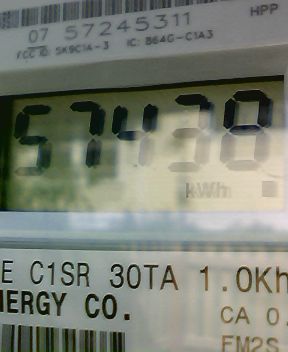 HPP
07 57245311
FCC ID: SK9C1A-3 IC: 864G-C1A3
57438
kWh
E C1SR 30TA 1.0Kh
NERGY CO.
CA 0.
FM2S